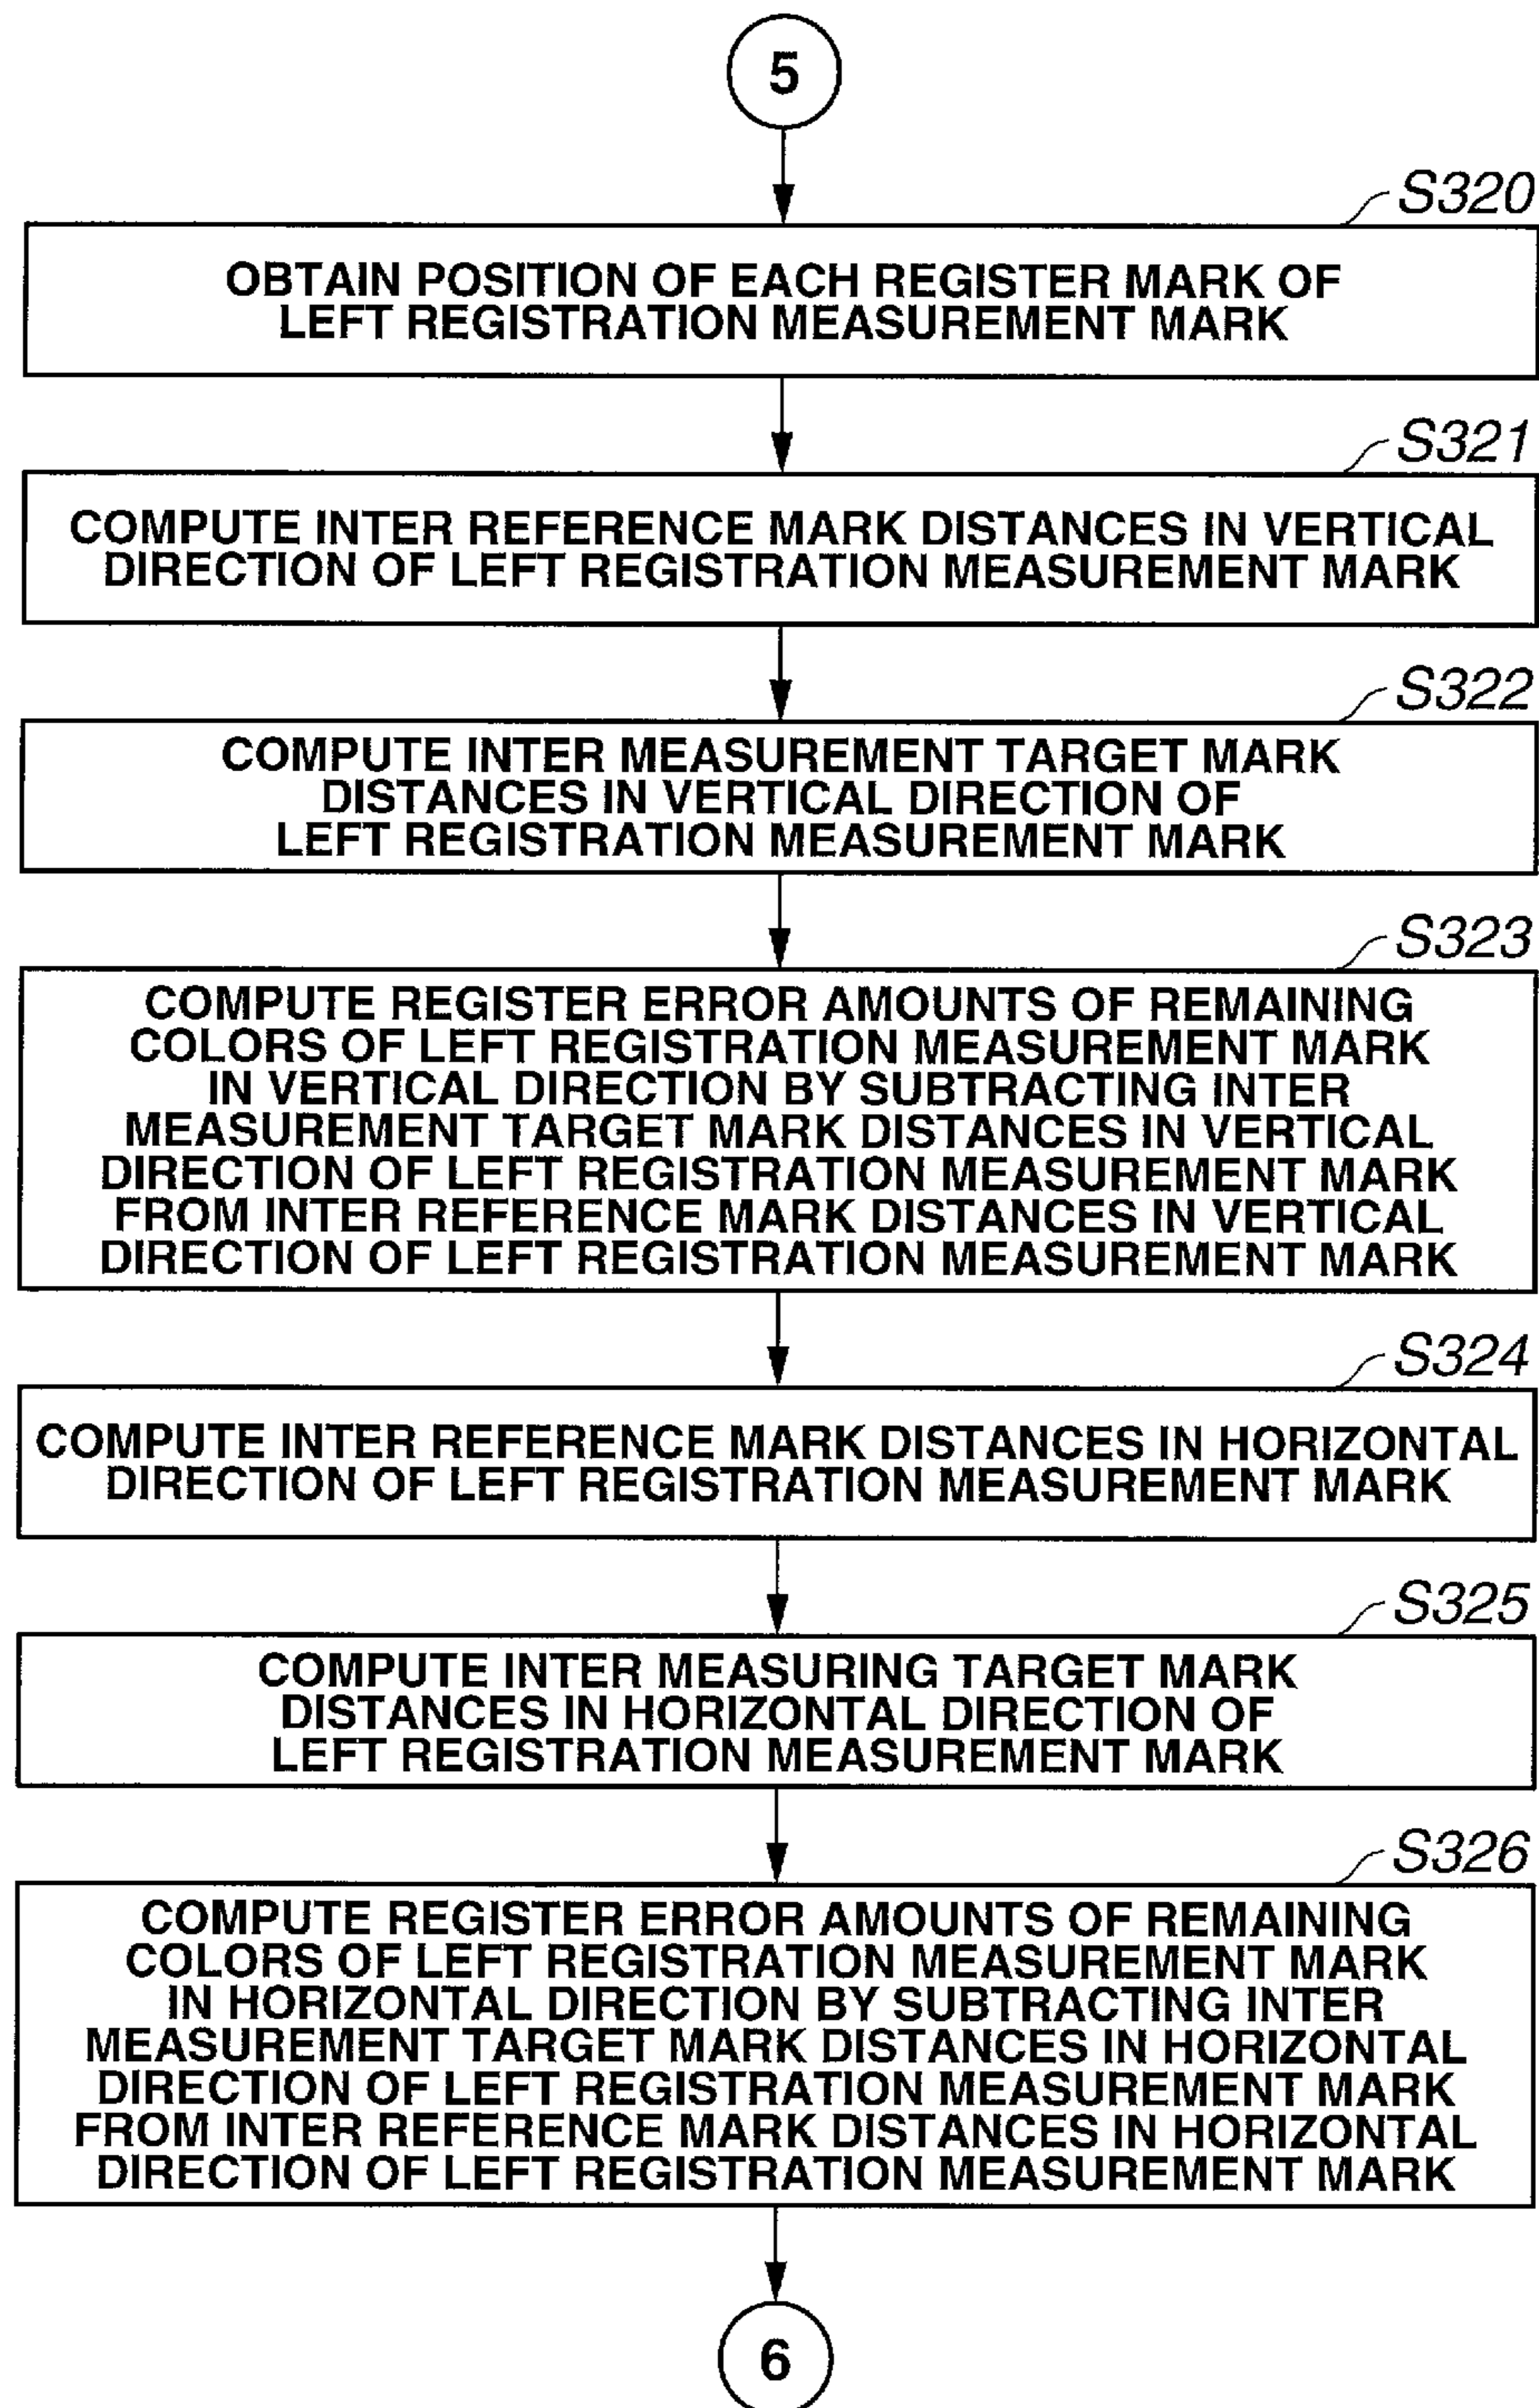 5
S320
OBTAIN POSITION OF EACH REGISTER MARK OF
LEFT REGISTRATION MEASUREMENT MARK
S321
COMPUTE INTER REFERENCE MARK DISTANCES IN VERTICAL
DIRECTION OF LEFT REGISTRATION MEASUREMENT MARK
S322
COMPUTE INTER MEASUREMENT TARGET MARK
DISTANCES IN VERTICAL DIRECTION OF
LEFT REGISTRATION MEASUREMENT MARK
S323
COMPUTE REGISTER ERROR AMOUNTS OF REMAINING
COLORS OF LEFT REGISTRATION MEASUREMENT MARK
IN VERTICAL DIRECTION BY SUBTRACTING INTER
MEASUREMENT TARGET MARK DISTANCES IN VERTICAL
DIRECTION OF LEFT REGISTRATION MEASUREMENT MARK
FROM INTER REFERENCE MARK DISTANCES IN VERTICAL
DIRECTION OF LEFT REGISTRATION MEASUREMENT MARK
S324
COMPUTE INTER REFERENCE MARK DISTANCES IN HORIZONTAL
DIRECTION OF LEFT REGISTRATION MEASUREMENT MARK
S325
COMPUTE INTER MEASURING TARGET MARK
DISTANCES IN HORIZONTAL DIRECTION OF
LEFT REGISTRATION MEASUREMENT MARK
S326
COMPUTE REGISTER ERROR AMOUNTS OF REMAINING
COLORS OF LEFT REGISTRATION MEASUREMENT MARK
IN HORIZONTAL DIRECTION BY SUBTRACTING INTER
MEASUREMENT TARGET MARK DISTANCES IN HORIZONTAL
DIRECTION OF LEFT REGISTRATION MEASUREMENT MARK
FROM INTER REFERENCE MARK DISTANCES IN HORIZONTAL
DIRECTION OF LEFT REGISTRATION MEASUREMENT MARK
6